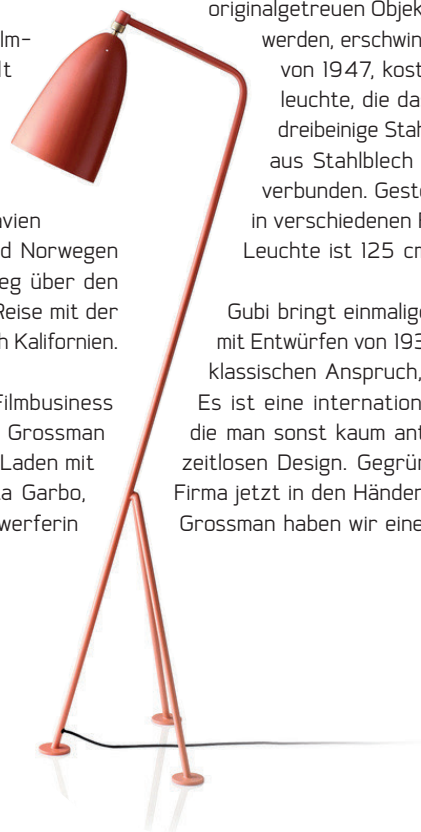 lm-
lt
vien
d Norwegen
eg über den
Reise mit der
h Kalifornien.
Filmbusiness
Grossman
Laden mit
a Garbo,
werferin
originalgetreuen Objek
werden, erschwin
von 1947, kost
leuchte, die da
dreibeinige Stah
aus Stahlblech
verbunden. Geste
in verschiedenen
Leuchte ist 125 cm
Gubi bringt einmalige
mit Entwürfen von 193
klassischen Anspruch,
Es ist eine internation
die man sonst kaum ant
zeitlosen Design. Gegrün
Firma jetzt in den Händen
Grossman haben wir eine